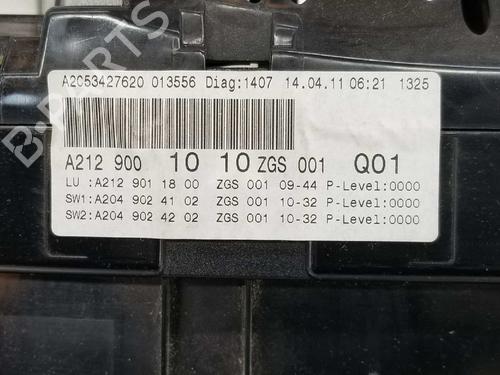 B-PARTS
A2053427620 013556 Diag:1407 14.04.11 06:21 1325
A212 900 10 10 ZGS 001 Q01
LU :A212 901 18 00 ZGS 001 09-44 P-Level:0000
SW1:A204 902 41 02 ZGS 001 10-32 P-Level:0000
SW2:A204 902 42 02 ZGS 001 10-32 P-Level:0000